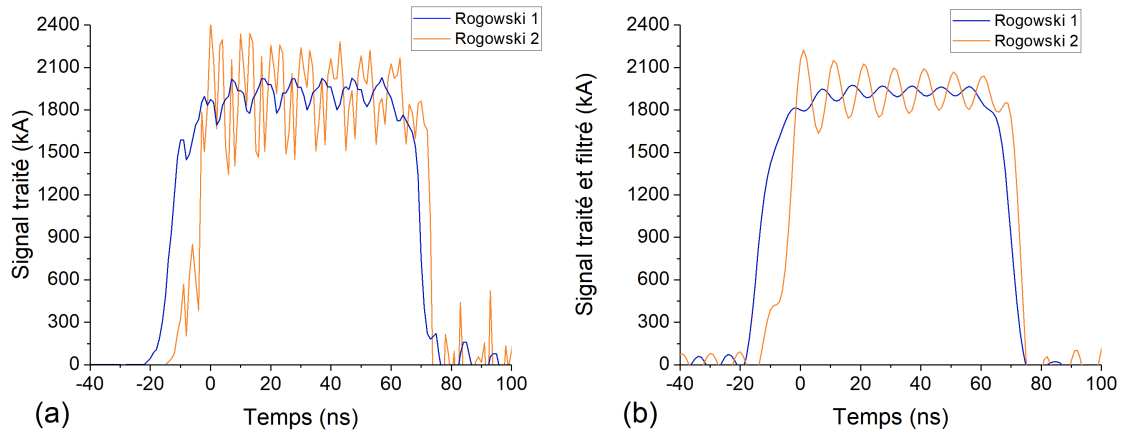 2400
2100
1800
1500
1200
900
600
300
0
Signal traité (kA)
Rogowski 1
Rogowski 2
-40 -20 0 20 40 60 80 100
Temps (ns)
(a)
2400
2100
1800
1500
1200
900
600
300
0
Signal traité et filtré (kA)
Rogowski 1
Rogowski 2
-40 -20 0 20 40 60 80 100
Temps (ns)
(b)